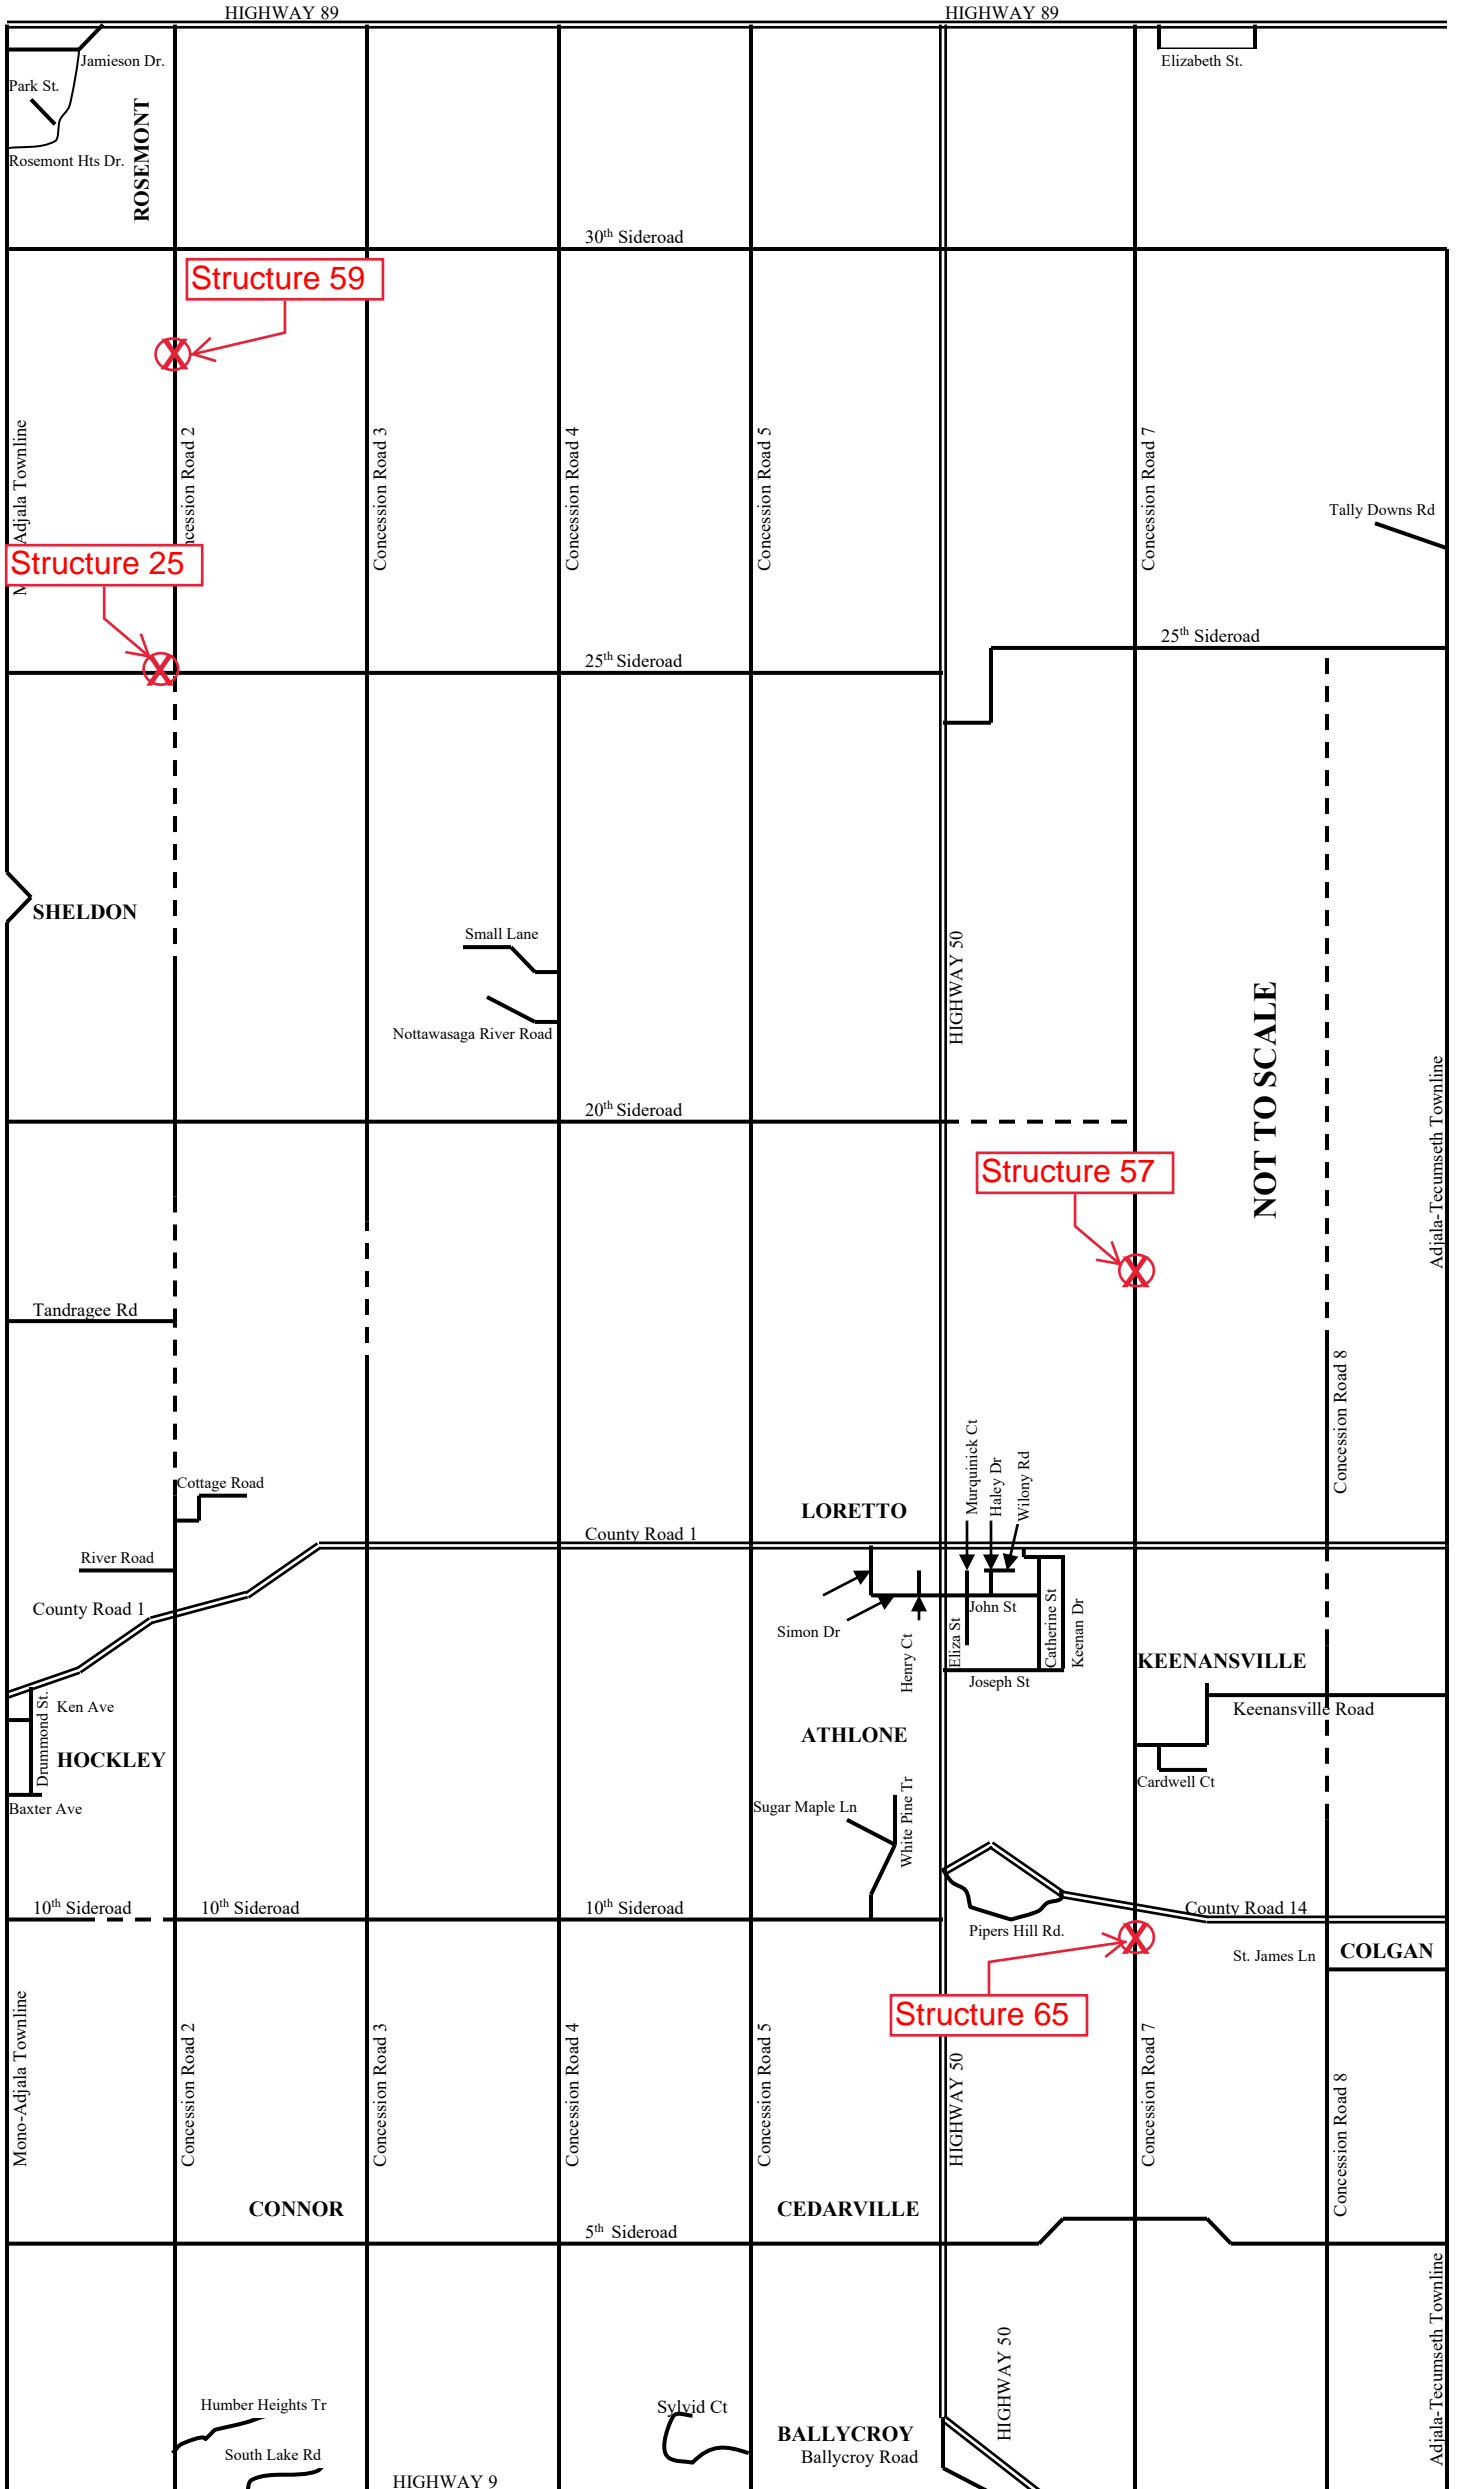 HIGHWAY 89
HIGHWAY 89
Jamieson Dr.
Elizabeth St.
Park St.
ROSEMONT
Rosemont Hts Dr.
30th Sideroad
Structure 59
Adjala Townline
Concession Road 3
Concession Road 4
Concession Road 5
Concession Road 7
Tally Downs Rd
Structure 25
25th Sideroad
25th Sideroad
SHELDON
Small Lane
HIGHWAY 50
NOT TO SCALE
Nottawasaga River Road
Adjala-Tecumseth Townline
20th Sideroad
Structure 57
Tandragee Rd
Concession Road 8
Murquinick Ct
Haley Dr
Wilony Rd
Cottage Road
LORETTO
County Road 1
River Road
County Road 1
John St
Catherine St
Keenan Dr
Simon Dr
Eliza St
Henry Ct
KEENANSVILLE
Joseph St
Drummond St.
Ken Ave
Keenansville Road
ATHLONE
HOCKLEY
Cardwell Ct
Baxter Ave
Sugar Maple Ln
White Pine Tr
10th Sideroad
10th Sideroad
10th Sideroad
County Road 14
Pipers Hill Rd.
St. James Ln
COLGAN
Structure 65
Mono-Adjala Townline
Concession Road 2
Concession Road 3
Concession Road 4
Concession Road 5
HIGHWAY 50
Concession Road 7
Concession Road 8
CONNOR
CEDARVILLE
5th Sideroad
Adjala-Tecumseth Townline
HIGHWAY 50
Humber Heights Tr
Sylvid Ct
BALLYCROY
Ballycroy Road
South Lake Rd
HIGHWAY 9